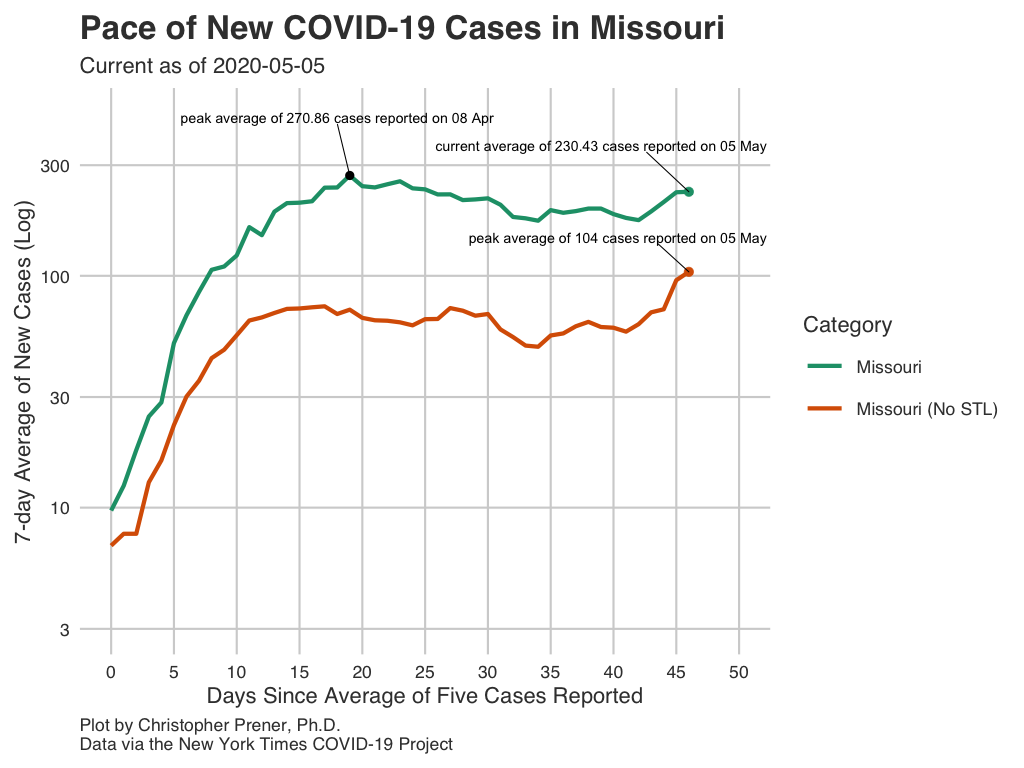 Pace of New COVID-19 Cases in Missouri
Current as of 2020-05-05
peak average of 270.86 cases reported on 08 Apr
current average of 230.43 cases reported on 05 May
peak average of 104 cases reported on 05 May
7-day Average of New Cases (Log)
300
100
30
10
3
0 5 10 15 20 25 30 35 40 45 50
Days Since Average of Five Cases Reported
Category
Missouri
Missouri (No STL)
Plot by Christopher Prener, Ph.D.
Data via the New York Times COVID-19 Project